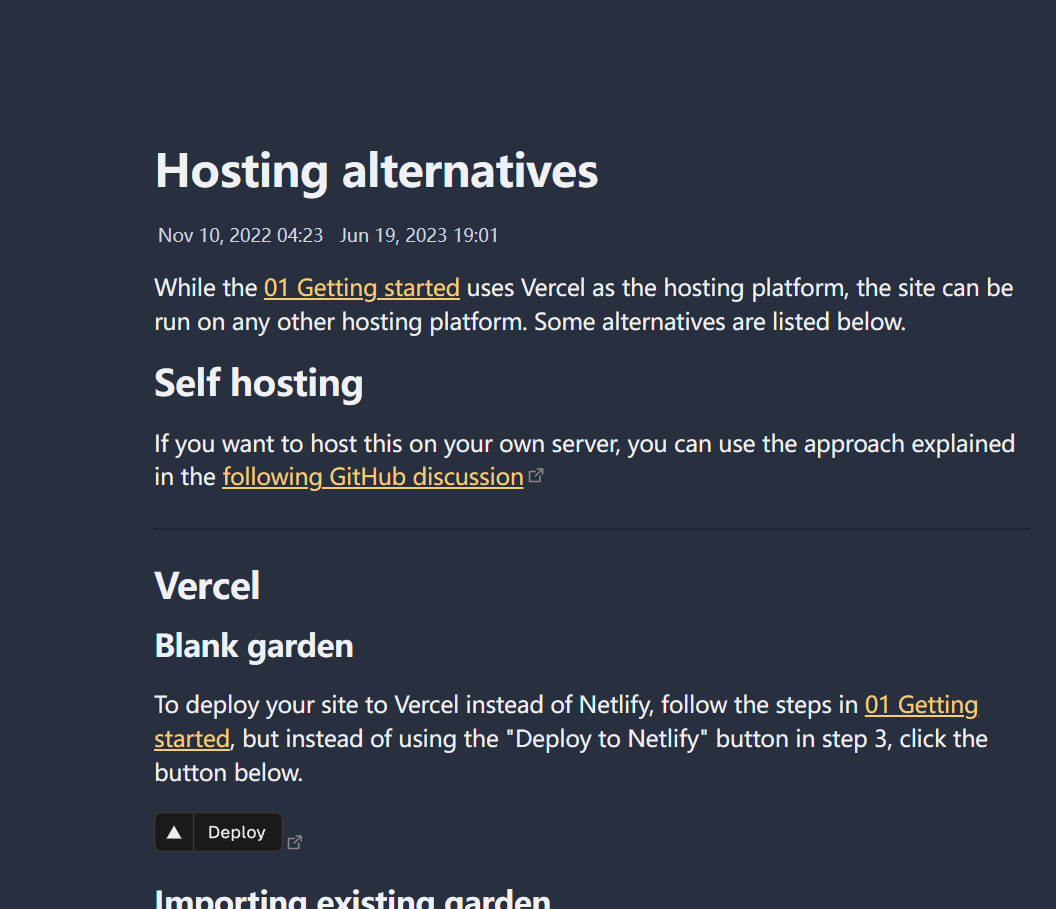 Hosting alternatives
Nov 10, 2022 04:23 Jun 19, 2023 19:01
While the 01 Getting started uses Vercel as the hosting platform, the site can be
run on any other hosting platform. Some alternatives are listed below.
Self hosting
If you want to host this on your own server, you can use the approach explained
in the following GitHub discussion
Vercel
Blank garden
To deploy your site to Vercel instead of Netlify, follow the steps in 01 Getting
started, but instead of using the "Deploy to Netlify" button in step 3, click the
button below.
Deploy
Importing existing garden